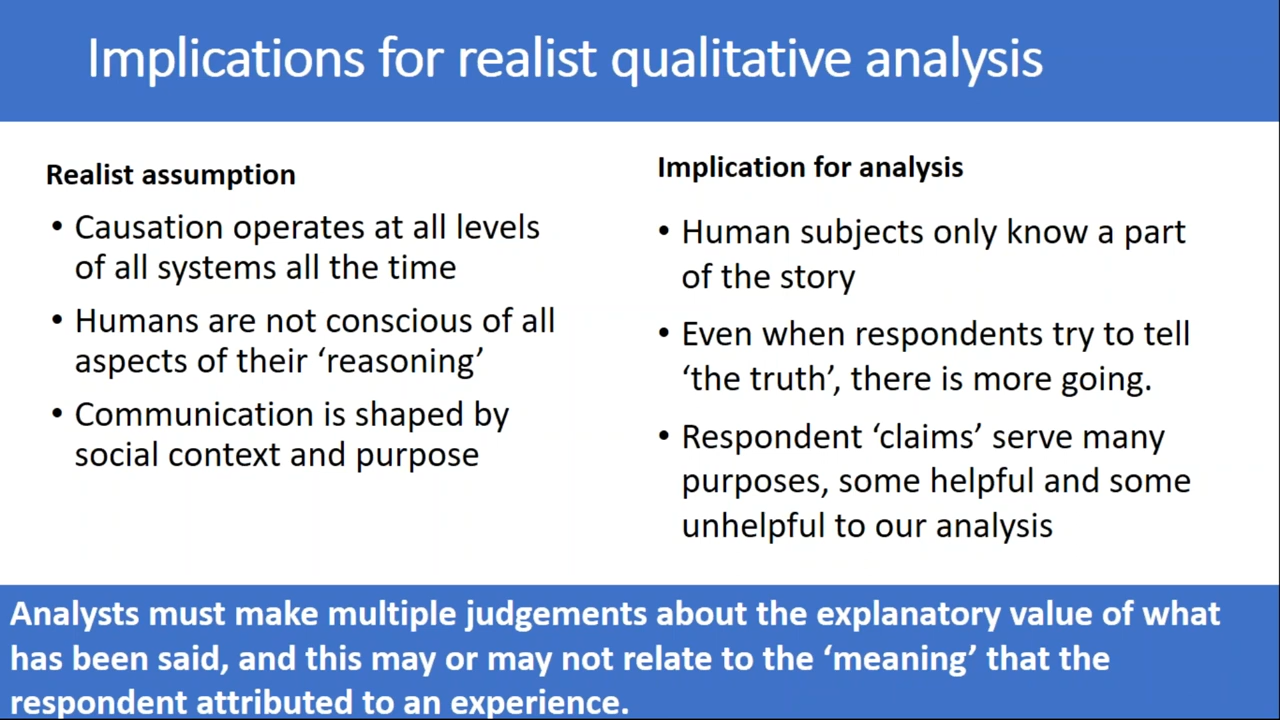 Implications for realist qualitative analysis
Realist assumption
• Causation operates at all levels
of all systems all the time
• Humans are not conscious of all
aspects of their ‘reasoning’
• Communication is shaped by
social context and purpose
Implication for analysis
• Human subjects only know a part
of the story
• Even when respondents try to tell
‘the truth’, there is more going.
• Respondent ‘claims’ serve many
purposes, some helpful and some
unhelpful to our analysis
Analysts must make multiple judgements about the explanatory value of what
has been said, and this may or may not relate to the ‘meaning’ that the
respondent attributed to an experience.